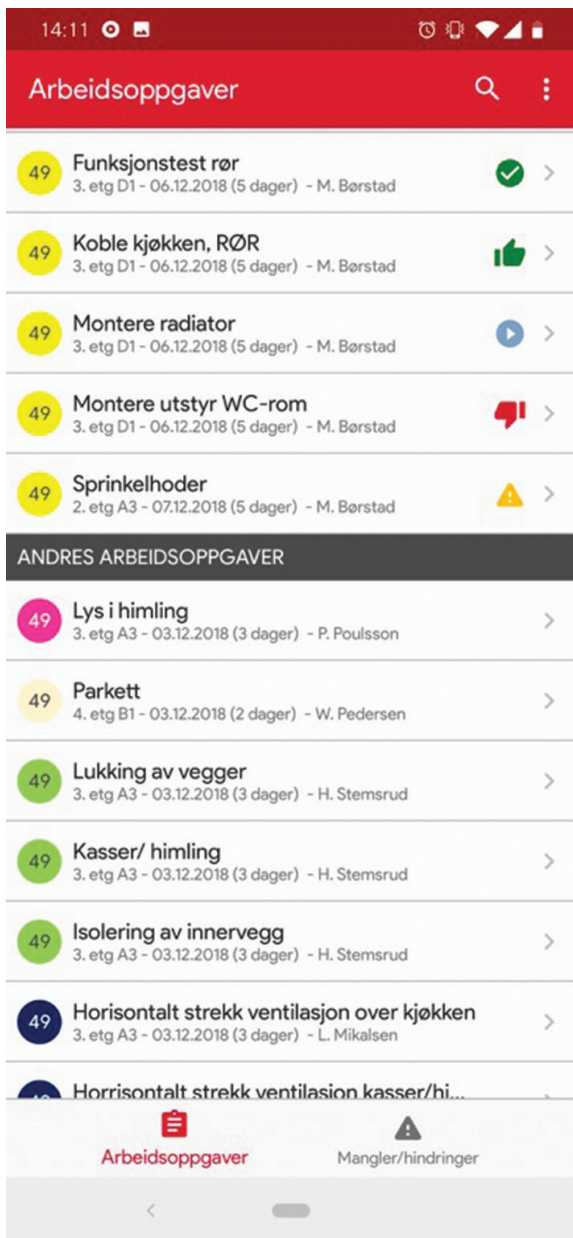 14:11
Arbeidsoppgaver
49 Funksjonstest rør
3. etg D1 - 06.12.2018 (5 dager) - M. Børstad
49 Koble kjøkken, RØR
3. etg D1 - 06.12.2018 (5 dager) - M. Børstad
49 Montere radiator
3. etg D1 - 06.12.2018 (5 dager) - M. Børstad
49 Montere utstyr WC-rom
3. etg D1 - 06.12.2018 (5 dager) - M. Børstad
49 Sprinkelhoder
2. etg A3 - 07.12.2018 (5 dager) - M. Børstad
ANDRES ARBEIDSOPPGAVER
49 Lys i himling
3. etg A3 - 03.12.2018 (3 dager) - P. Poulsson
49 Parkett
4. etg B1 - 03.12.2018 (2 dager) - W. Pedersen
49 Lukking av vegger
3. etg A3 - 03.12.2018 (3 dager) - H. Stemsrud
49 Kasser/ himling
3. etg A3 - 03.12.2018 (3 dager) - H. Stemsrud
49 Isolering av innervegg
3. etg A3 - 03.12.2018 (3 dager) - H. Stemsrud
49 Horisontalt strekk ventilasjon over kjøkken
3. etg A3 - 03.12.2018 (3 dager) - L. Mikalsen
Horrisontalt strekk ventilasjon kasser/hi...
Arbeidsoppgaver
Mangler/hindringer